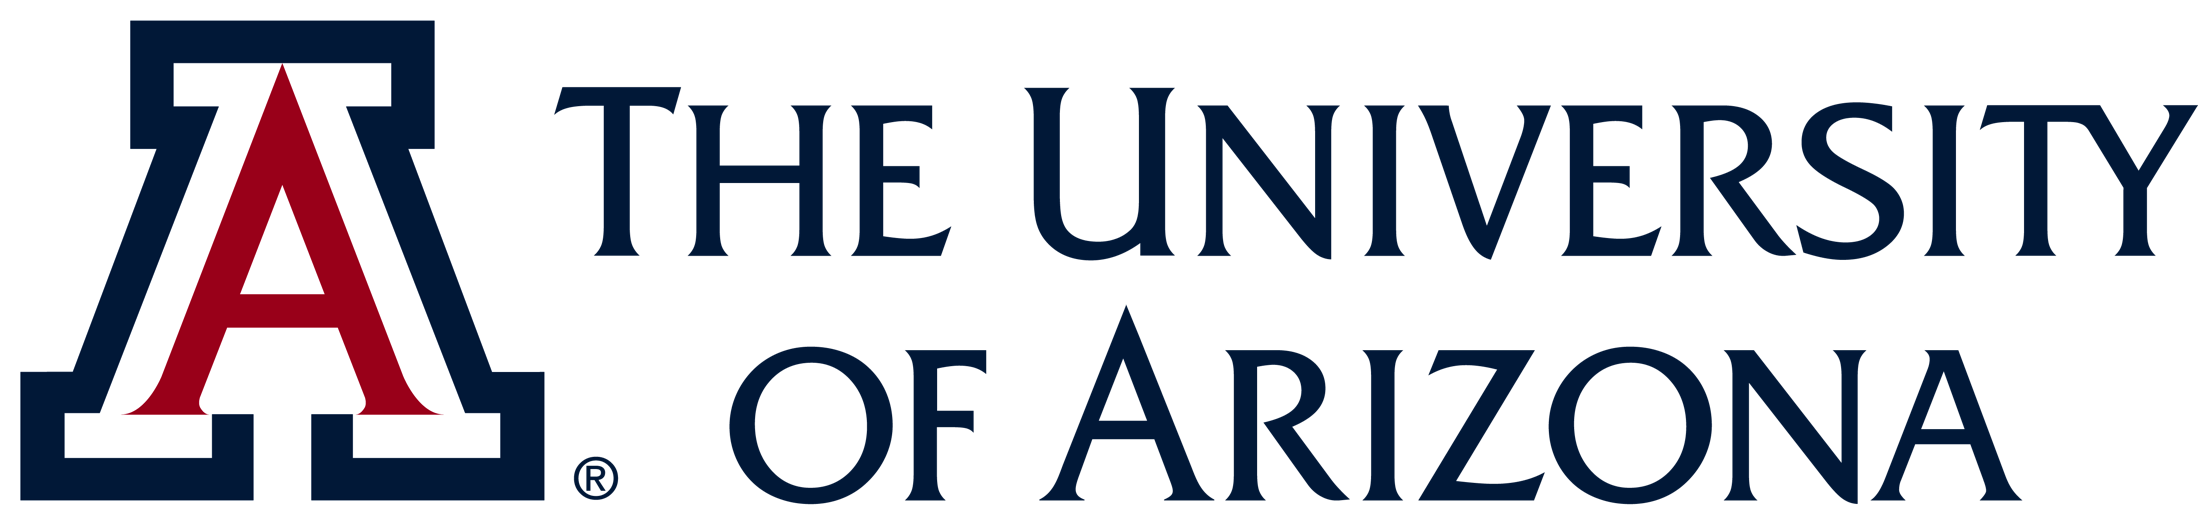 A® THE UNIVERSITY
OF ARIZONA